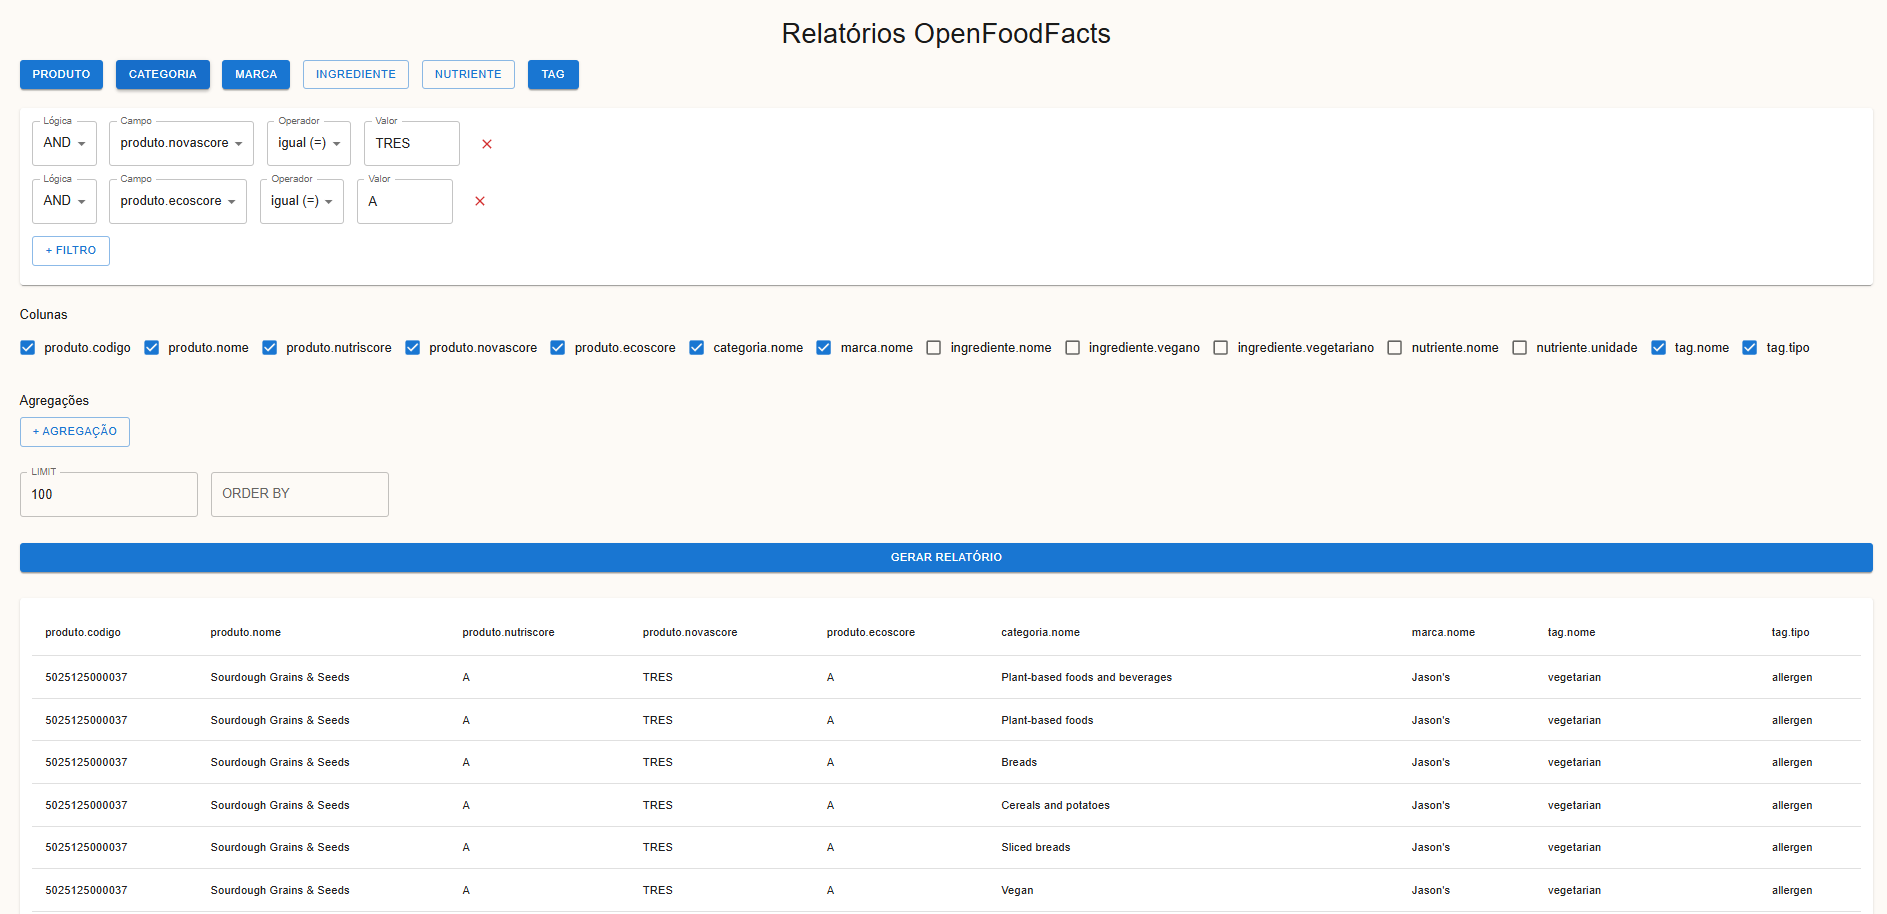 Relatórios OpenFoodFacts
PRODUTO CATEGORIA MARCA INGREDIENTE NUTRIENTE TAG
Lógica Campo Operador Valor
AND produto.novascore igual (=) TRES
Lógica Campo Operador Valor
AND produto.ecoscore igual (=) A
+ FILTRO
Colunas
produto.codigo produto.nome produto.nutriscore produto.novascore produto.ecoscore categoria.nome marca.nome ingrediente.nome ingrediente.vegano ingrediente.vegetariano nutriente.nome nutriente.unidade tag.nome tag.tipo
Agregações
+ AGREGAÇÃO
LIMIT
100 ORDER BY
GERAR RELATÓRIO
produto.codigo produto.nome produto.nutriscore produto.novascore produto.ecoscore categoria.nome marca.nome tag.nome tag.tipo
5025125000037 Sourdough Grains & Seeds A TRES A Plant-based foods and beverages Jason's vegetarian allergen
5025125000037 Sourdough Grains & Seeds A TRES A Plant-based foods Jason's vegetarian allergen
5025125000037 Sourdough Grains & Seeds A TRES A Breads Jason's vegetarian allergen
5025125000037 Sourdough Grains & Seeds A TRES A Cereals and potatoes Jason's vegetarian allergen
5025125000037 Sourdough Grains & Seeds A TRES A Sliced breads Jason's vegetarian allergen
5025125000037 Sourdough Grains & Seeds A TRES A Vegan Jason's vegetarian allergen